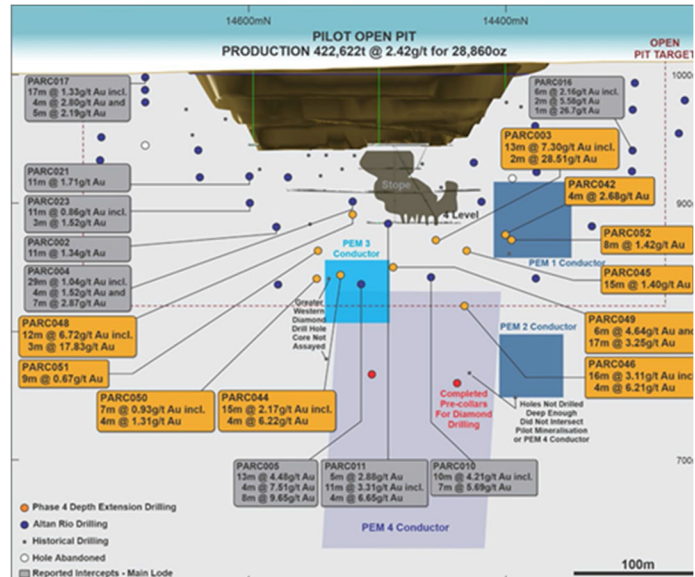 14600mN
14400mN
PILOT OPEN PIT
PRODUCTION 422,622t @ 2.42g/t for 28,860oz
OPEN
PIT TARGET
1000
PARC017
17m @ 1.33g/t Au incl.
4m @ 2.80g/t Au and
5m @ 2.19g/t Au
PARC016
6m @ 2.16g/t Au incl.
2m @ 5.58g/t Au
1m @ 26.7g/t Au
PARC003
13m @ 7.30g/t Au incl.
2m @ 28.51g/t Au
PARC021
11m @ 1.71g/t Au
Stope
PARC042
4m @ 2.68g/t Au
PARC023
11m @ 0.86g/t Au incl.
3m @ 1.52g/t Au
900
4 Level
PARC052
8m @ 1.42g/t Au
PARC002
11m @ 1.34g/t Au
PEM 3
Conductor
PEM 1 Conductor
PARC004
29m @ 1.04g/t Au incl.
4m @ 1.52g/t Au and
7m @ 2.87g/t Au
PARC045
15m @ 1.40g/t Au
Greater
Western
Diamond
Drill Hole
Core Not
Assayed
PARC048
12m @ 6.72g/t Au incl.
3m @ 17.83g/t Au
PARC049
6m @ 4.64g/t Au and
17m @ 3.25g/t Au
PEM 2 Conductor
PARC051
9m @ 0.67g/t Au
PARC046
16m @ 3.11g/t Au incl.
4m @ 6.21g/t Au
PARC050
7m @ 0.93g/t Au incl.
4m @ 1.31g/t Au
PARC044
15m @ 2.17g/t Au incl.
4m @ 6.22g/t Au
Completed
Pre-collars
For Diamond
Drilling
Holes Not Drilled
Deep Enough
Did Not Intersect
Pilot Mineralisation
or PEM 4 Conductor
PARC005
13m @ 4.48g/t Au
4m @ 7.51g/t Au
8m @ 9.65g/t Au
PARC011
5m @ 2.88g/t Au
11m @ 3.31g/t Au incl.
4m @ 6.65g/t Au
PARC010
10m @ 4.21g/t Au incl.
7m @ 5.69g/t Au
700
PEM 4 Conductor
Phase 4 Depth Extension Drilling
Altan Rio Drilling
Historical Drilling
Hole Abandoned
Reported Intercepts - Main Lode
100m